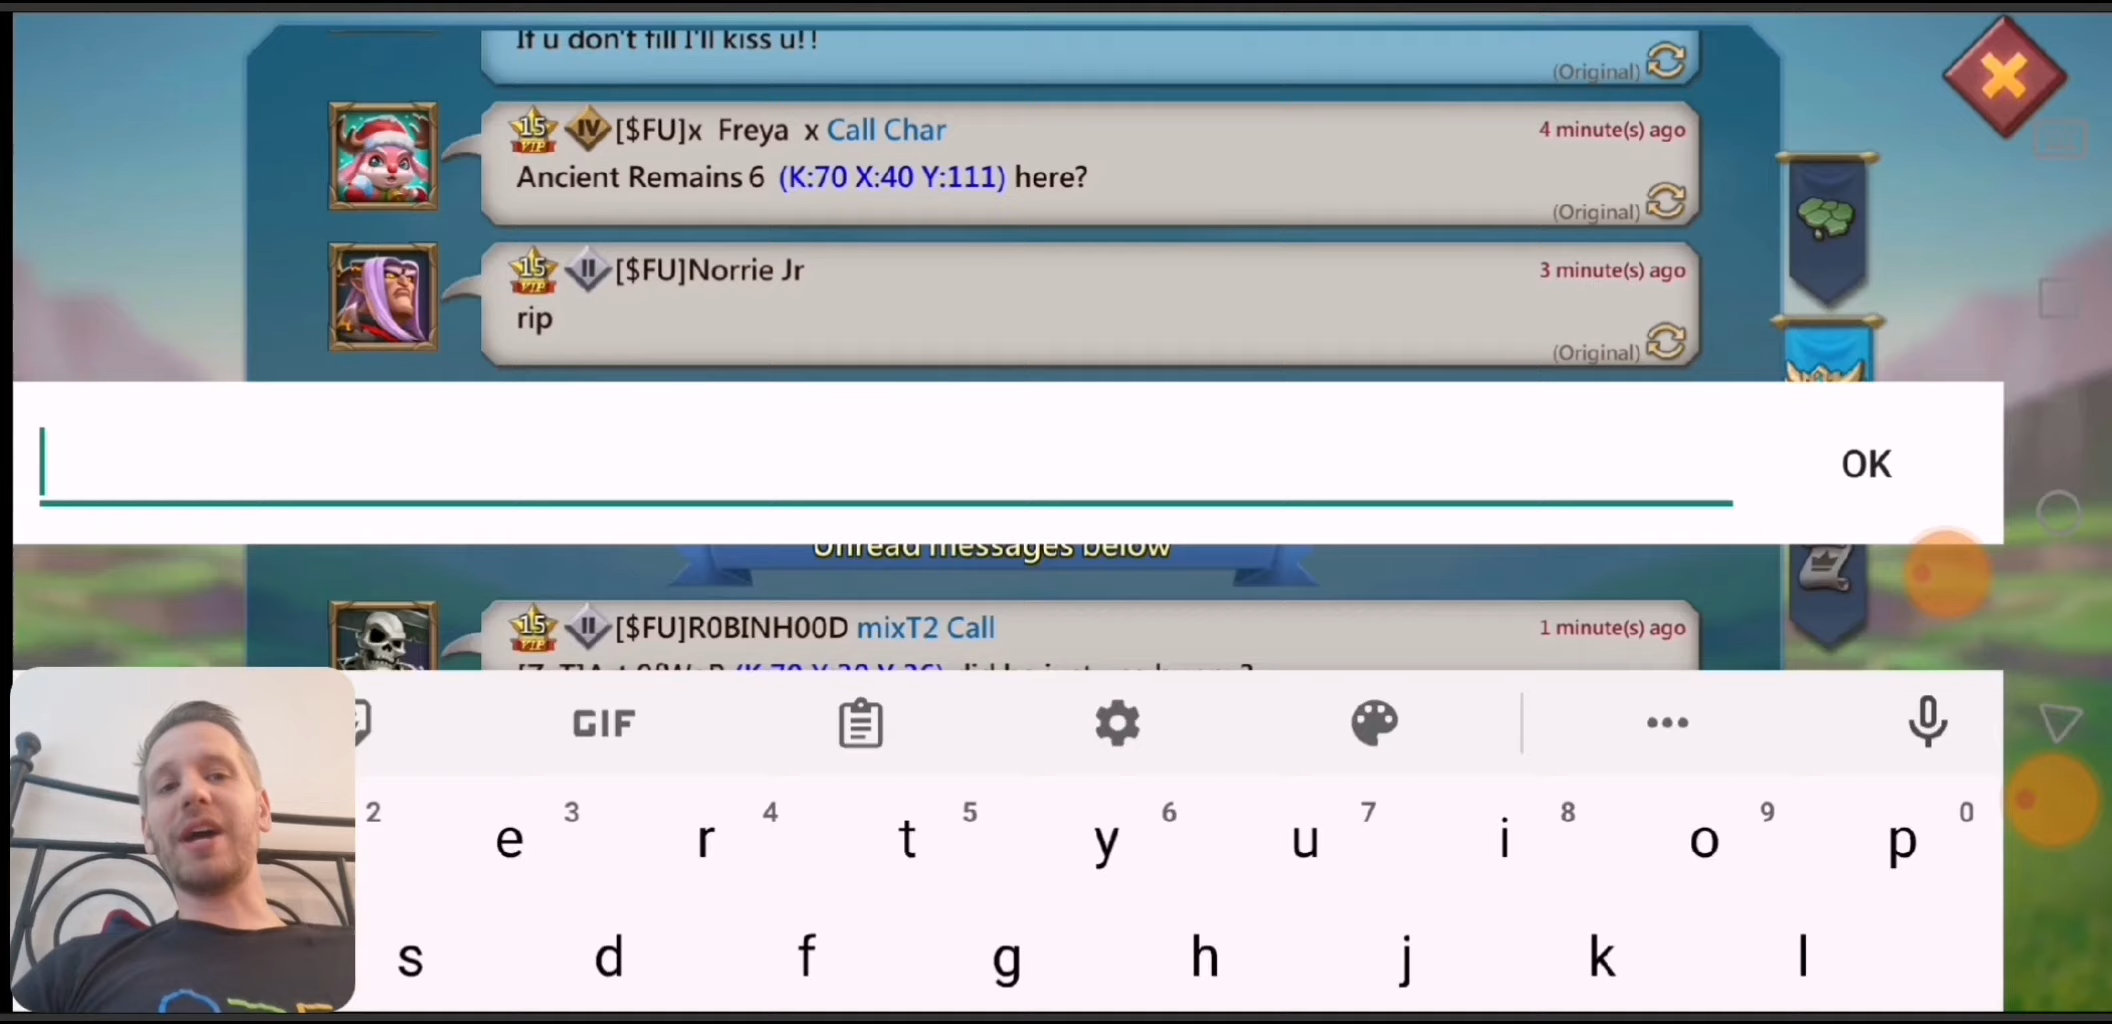 If u don't fill I'll kiss u!!
(Original)
15 VIP IV [$FU]x Freya x Call Char
4 minute(s) ago
Ancient Remains 6 (K:70 X:40 Y:111) here?
(Original)
15 VIP II [$FU]Norrie Jr
3 minute(s) ago
rip
(Original)
OK
Unread messages below
15 VIP II [$FU]R0BINH00D mixT2 Call
1 minute(s) ago
GIF
2 3 4 5 6 7 8 9 0
e r t y u i o p
s d f g h j k l